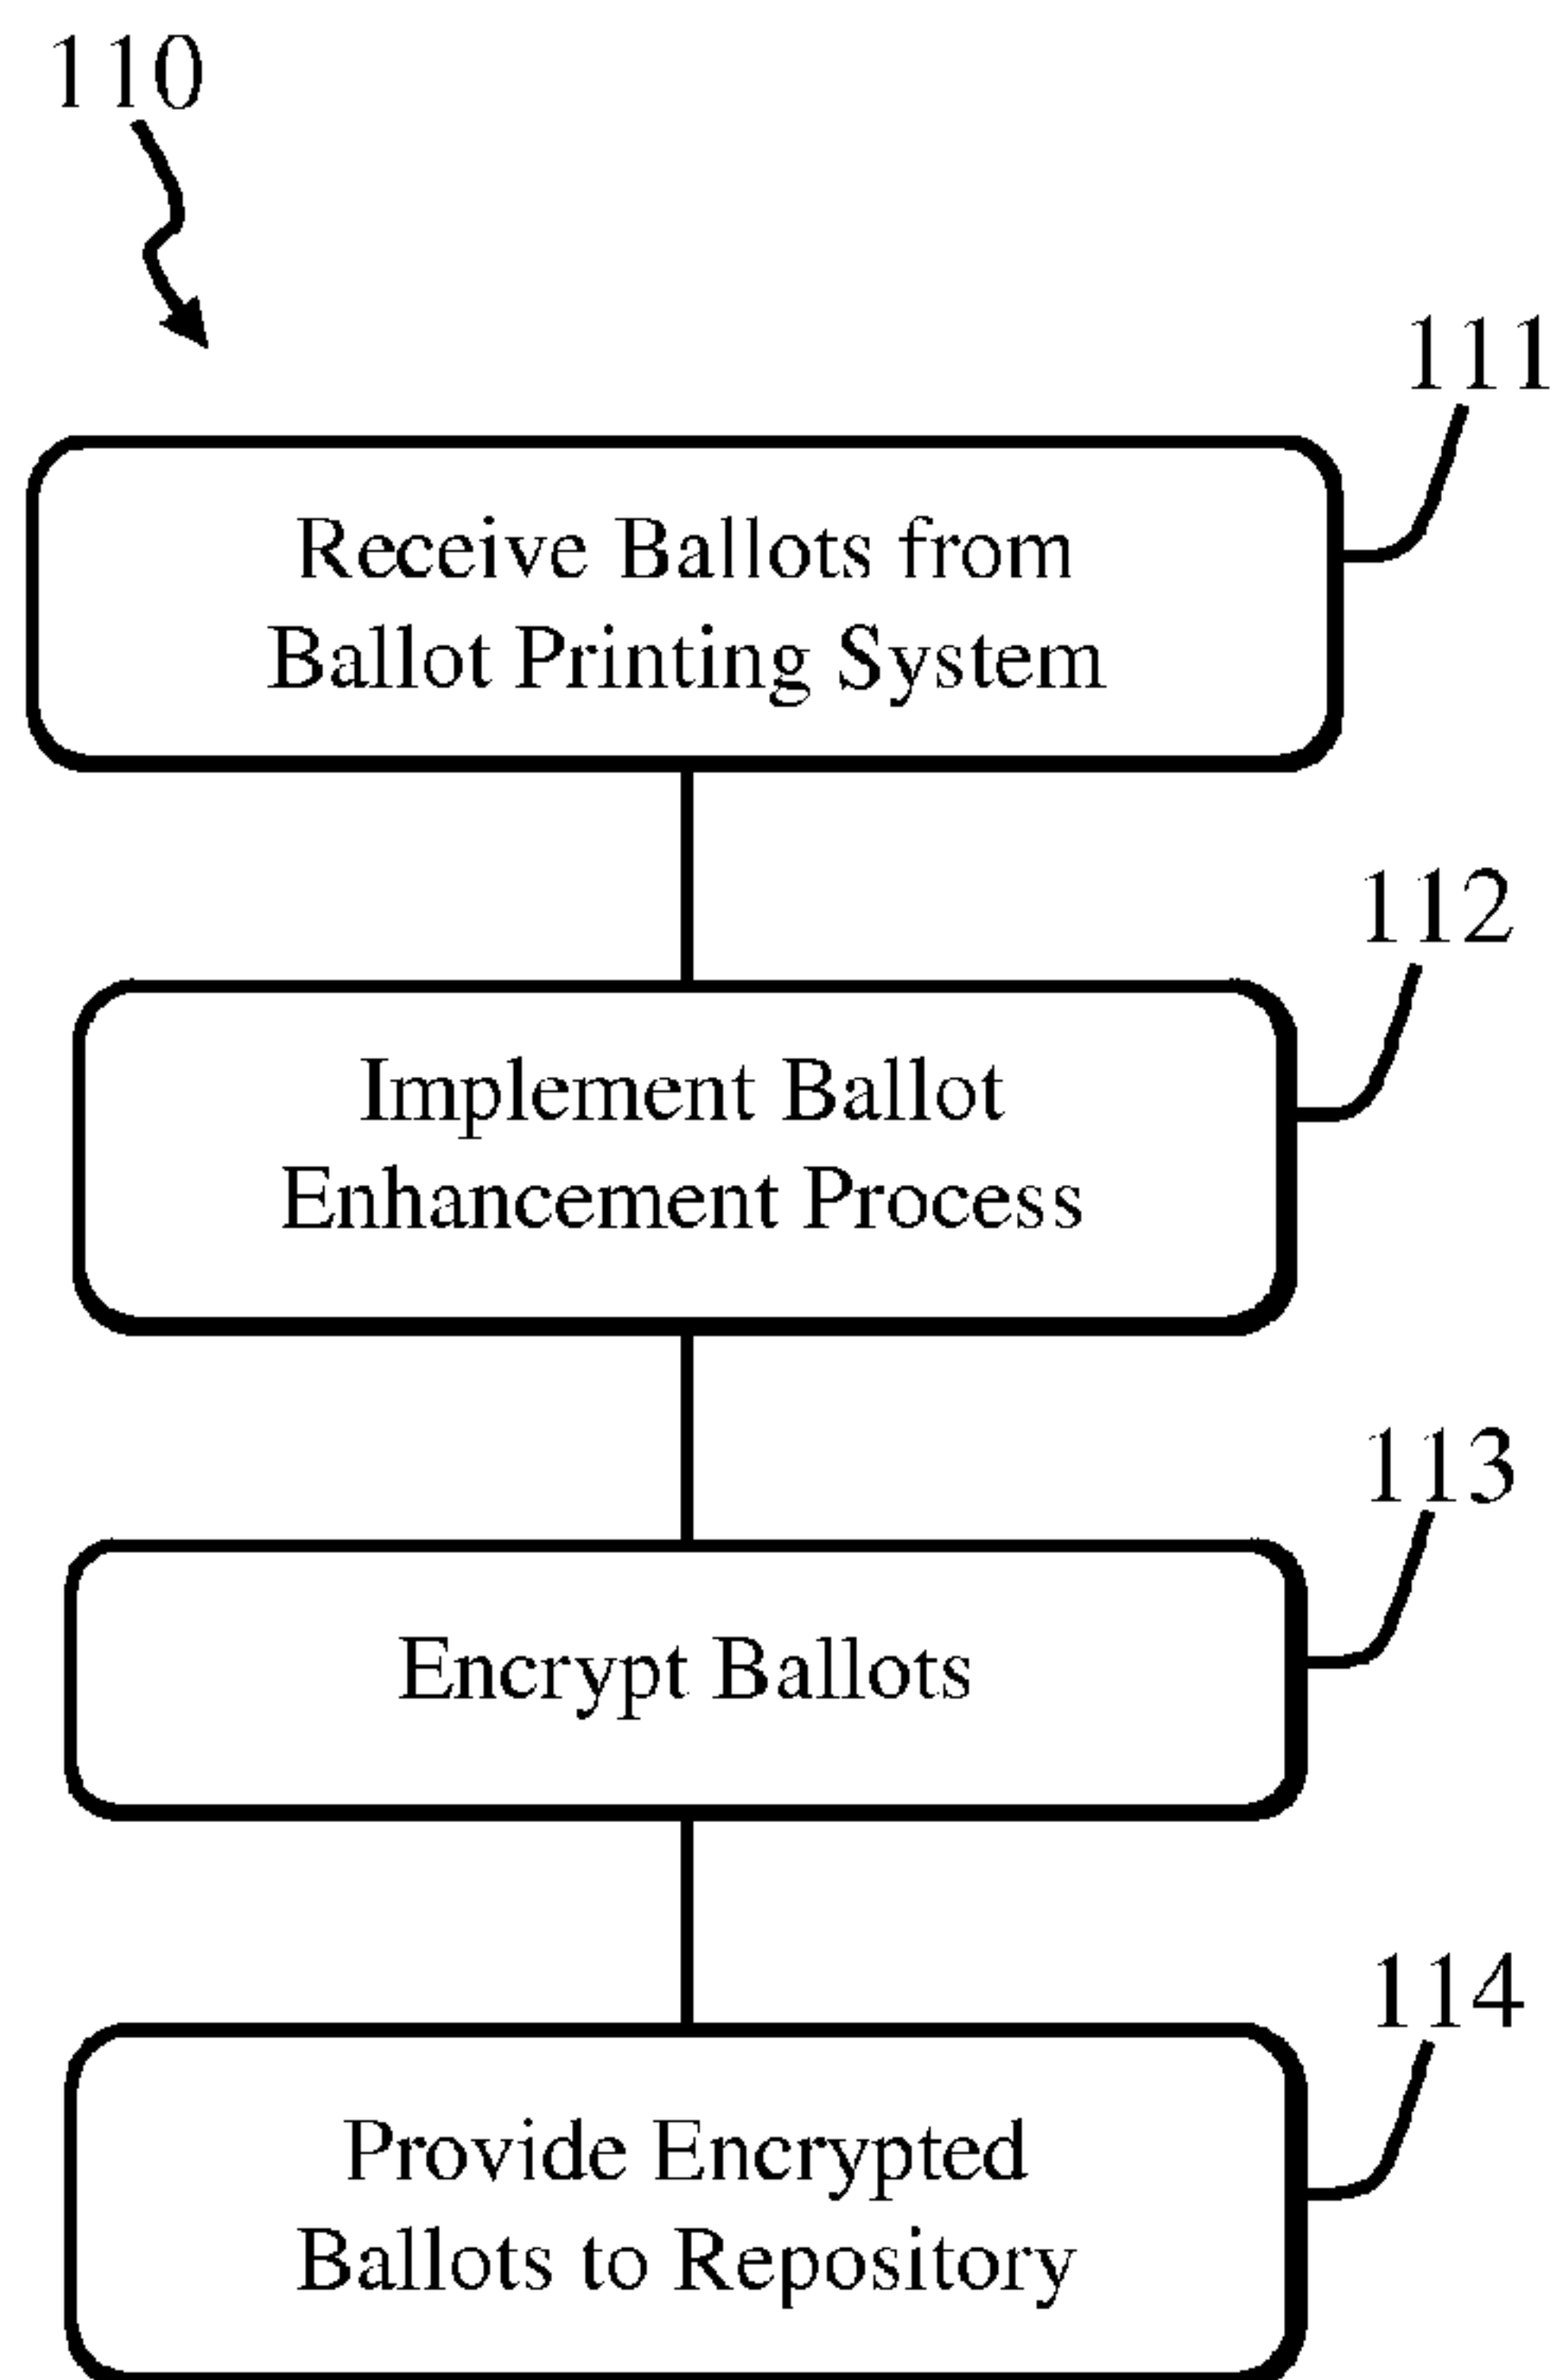 110
111
Receive Ballots from
Ballot Printing System
112
Implement Ballot
Enhancement Process
113
Encrypt Ballots
114
Provide Encrypted
Ballots to Repository